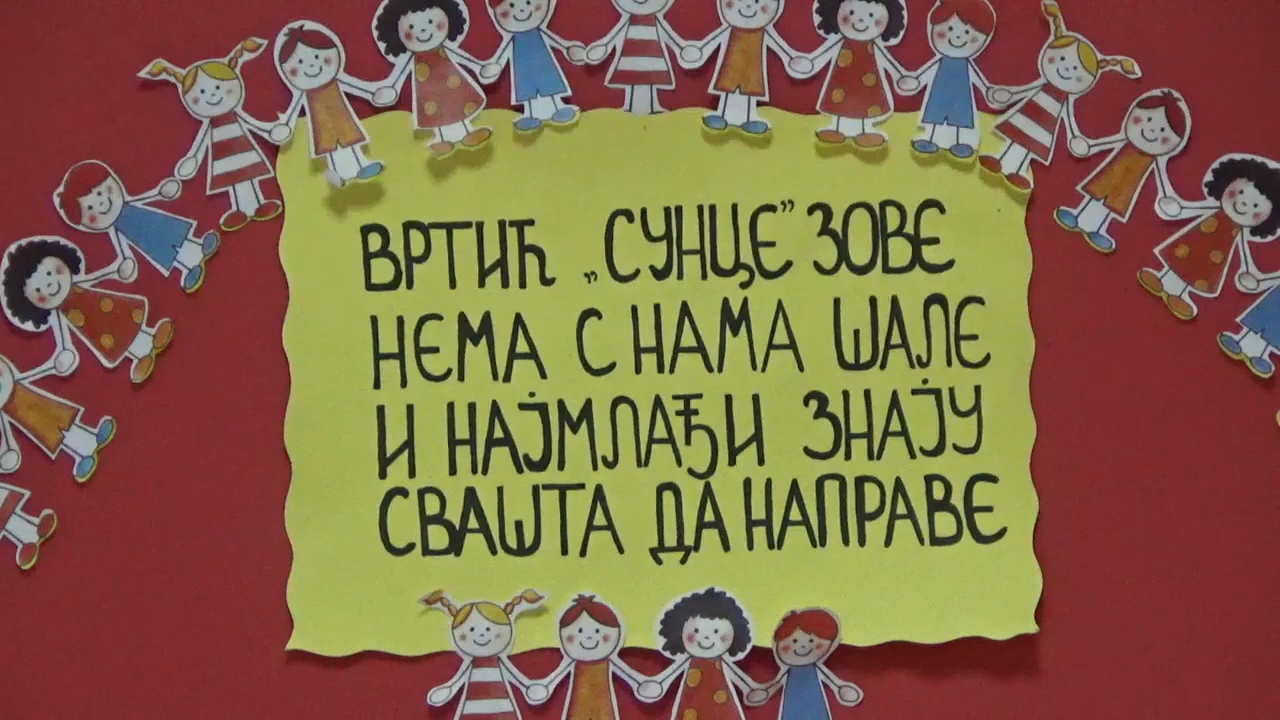 ВРТИЋ „СУНЦЕ” ЗОВЕ
НЕМА С НАМА ШАЛЕ
И НАЈМЛАЂИ ЗНАЈУ
СВАШТА ДА НАПРАВЕ